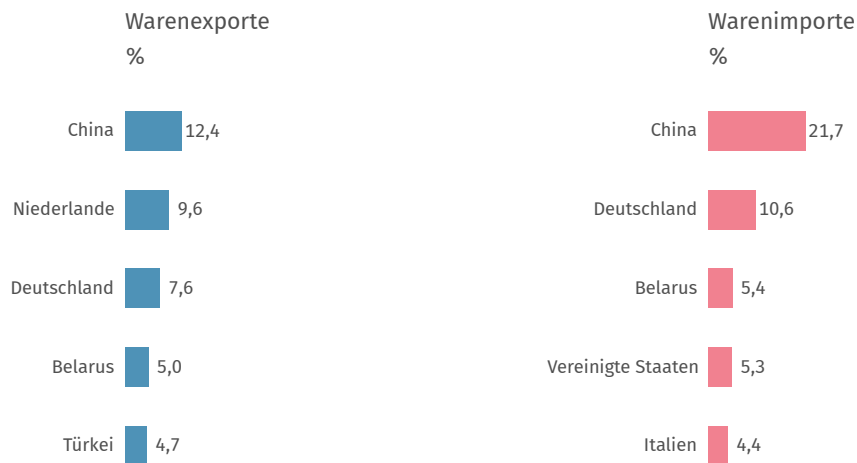 Warenexporte
%
China 12,4
Niederlande 9,6
Deutschland 7,6
Belarus 5,0
Türkei 4,7
Warenimporte
%
China 21,7
Deutschland 10,6
Belarus 5,4
Vereinigte Staaten 5,3
Italien 4,4